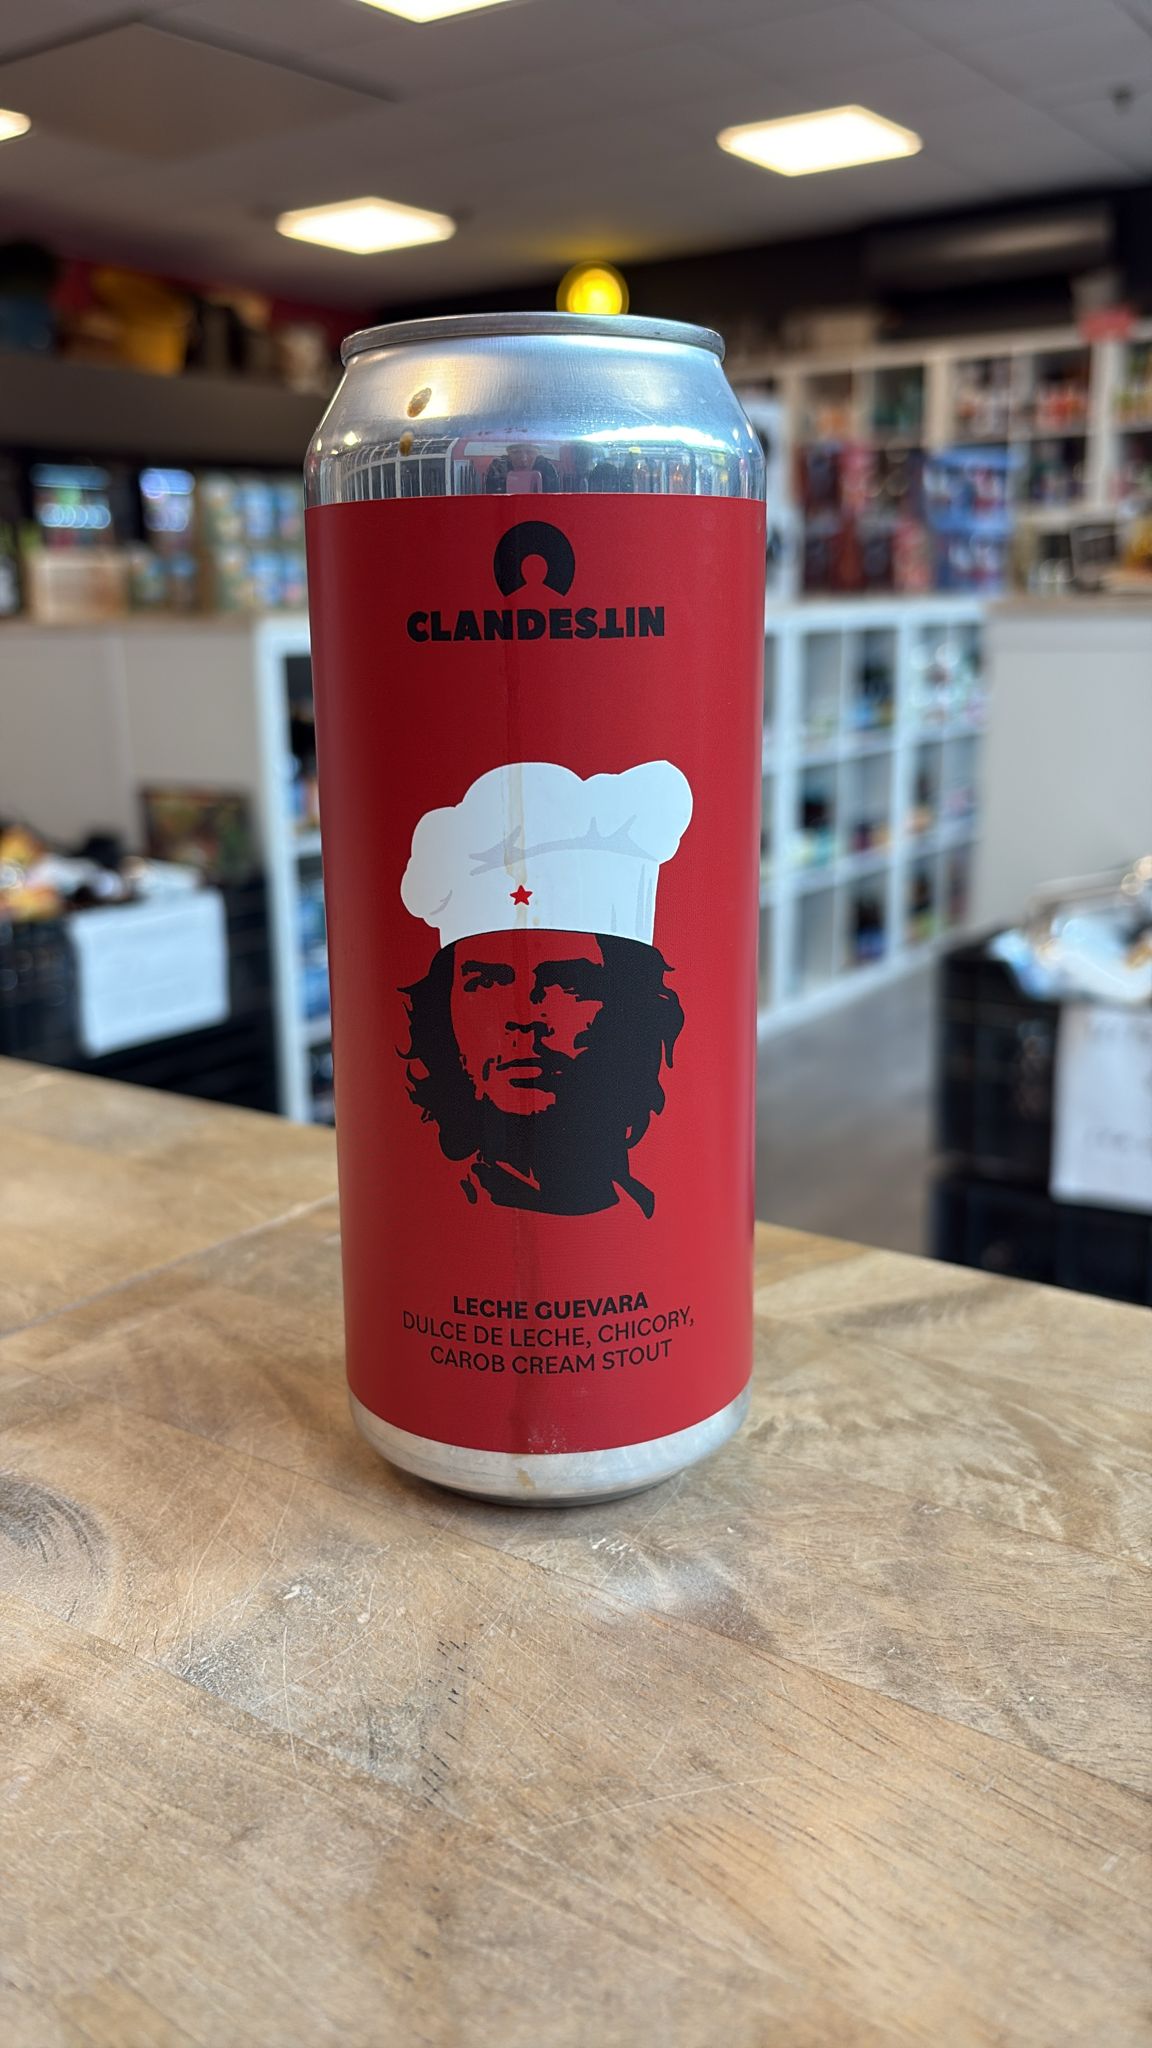 CLANDESTIN
LECHE GUEVARA
DULCE DE LECHE, CHICORY,
CAROB CREAM STOUT